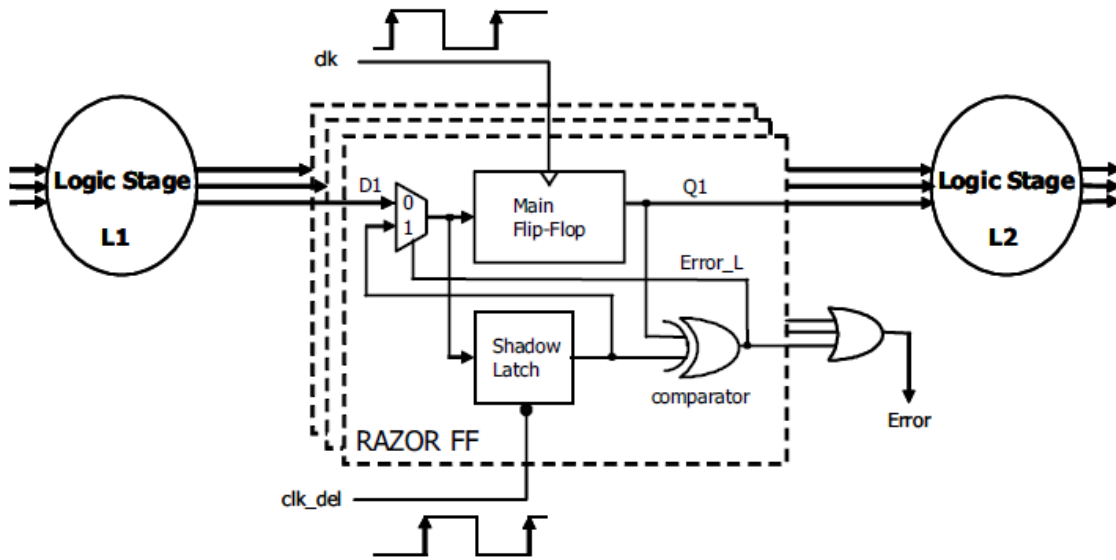 clk
Logic Stage
L1
D1
0
1
Main
Flip-Flop
Q1
Logic Stage
L2
Error_L
Shadow
Latch
comparator
Error
RAZOR FF
clk_del